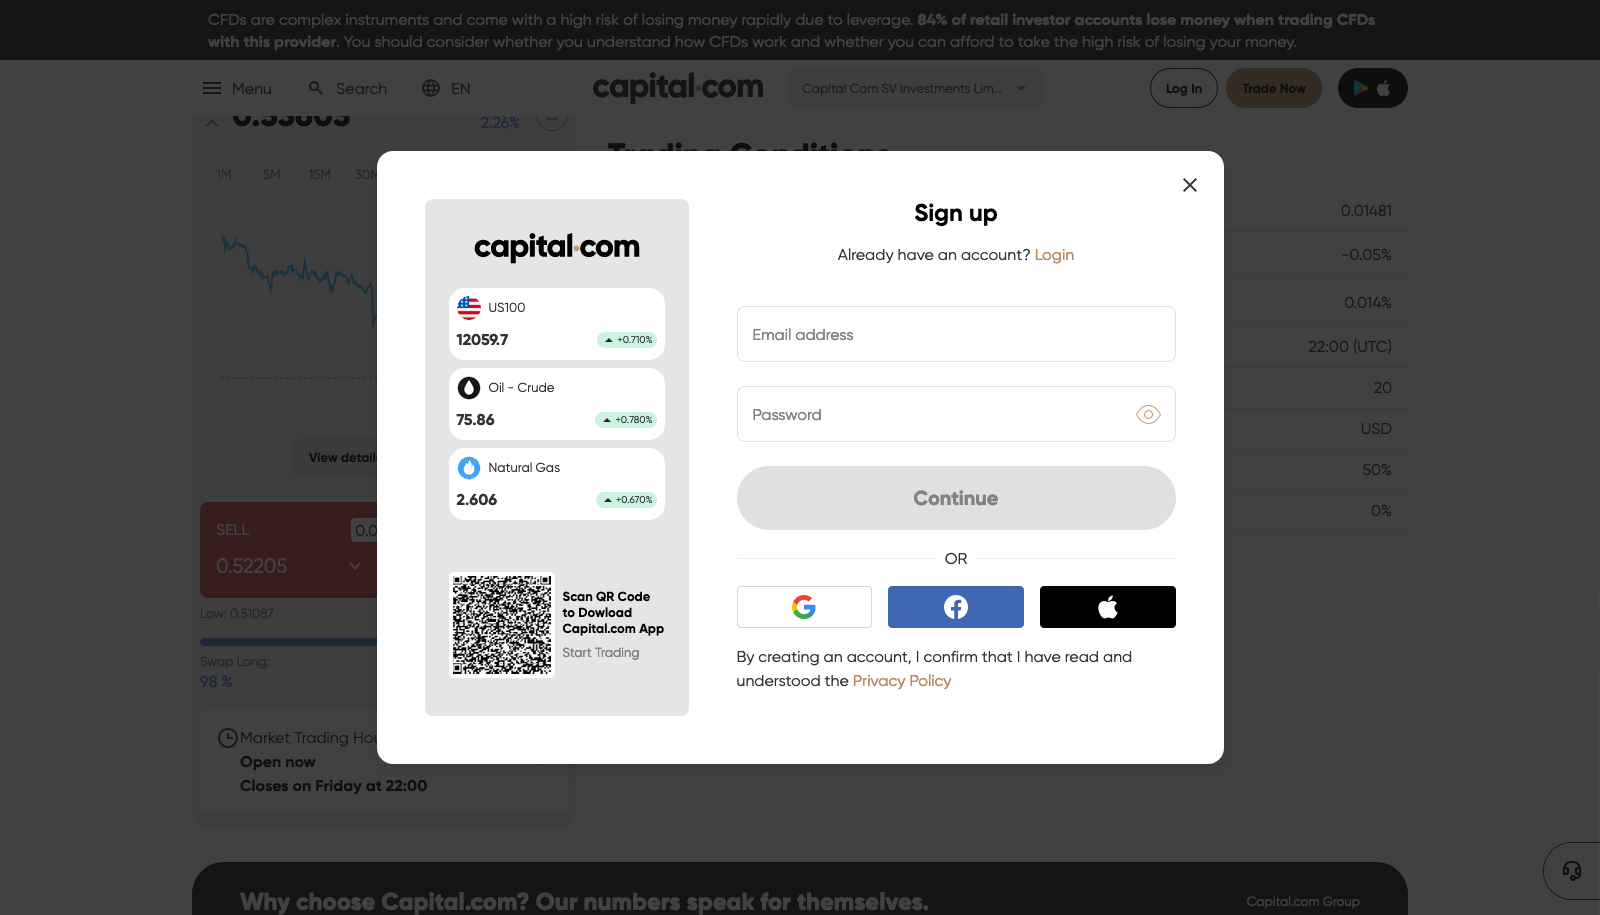 CFDs are complex instruments and come with a high risk of losing money rapidly due to leverage. 84% of retail investor accounts lose money when trading CFDs
with this provider. You should consider whether you understand how CFDs work and whether you can afford to take the high risk of losing your money.
Menu
Search
EN
capital.com
Capital Com SV Investments Lim...
Log In
Trade Now
0.53605
2.26%
Trading Conditions
1M
5M
15M
30M
0.01481
-0.05%
0.014%
22:00 (UTC)
20
USD
50%
0%
View detaile
SELL
0.0
0.52205
Low: 0.51087
Swap Long:
98 %
Market Trading Hou
Open now
Closes on Friday at 22:00
capital.com
US100
12059.7
+0.710%
Oil - Crude
75.86
+0.780%
Natural Gas
2.606
+0.670%
Scan QR Code
to Dowload
Capital.com App
Start Trading
Sign up
Already have an account? Login
Email address
Password
Continue
OR
By creating an account, I confirm that I have read and
understood the Privacy Policy
Why choose Capital.com? Our numbers speak for themselves.
Capital.com Group